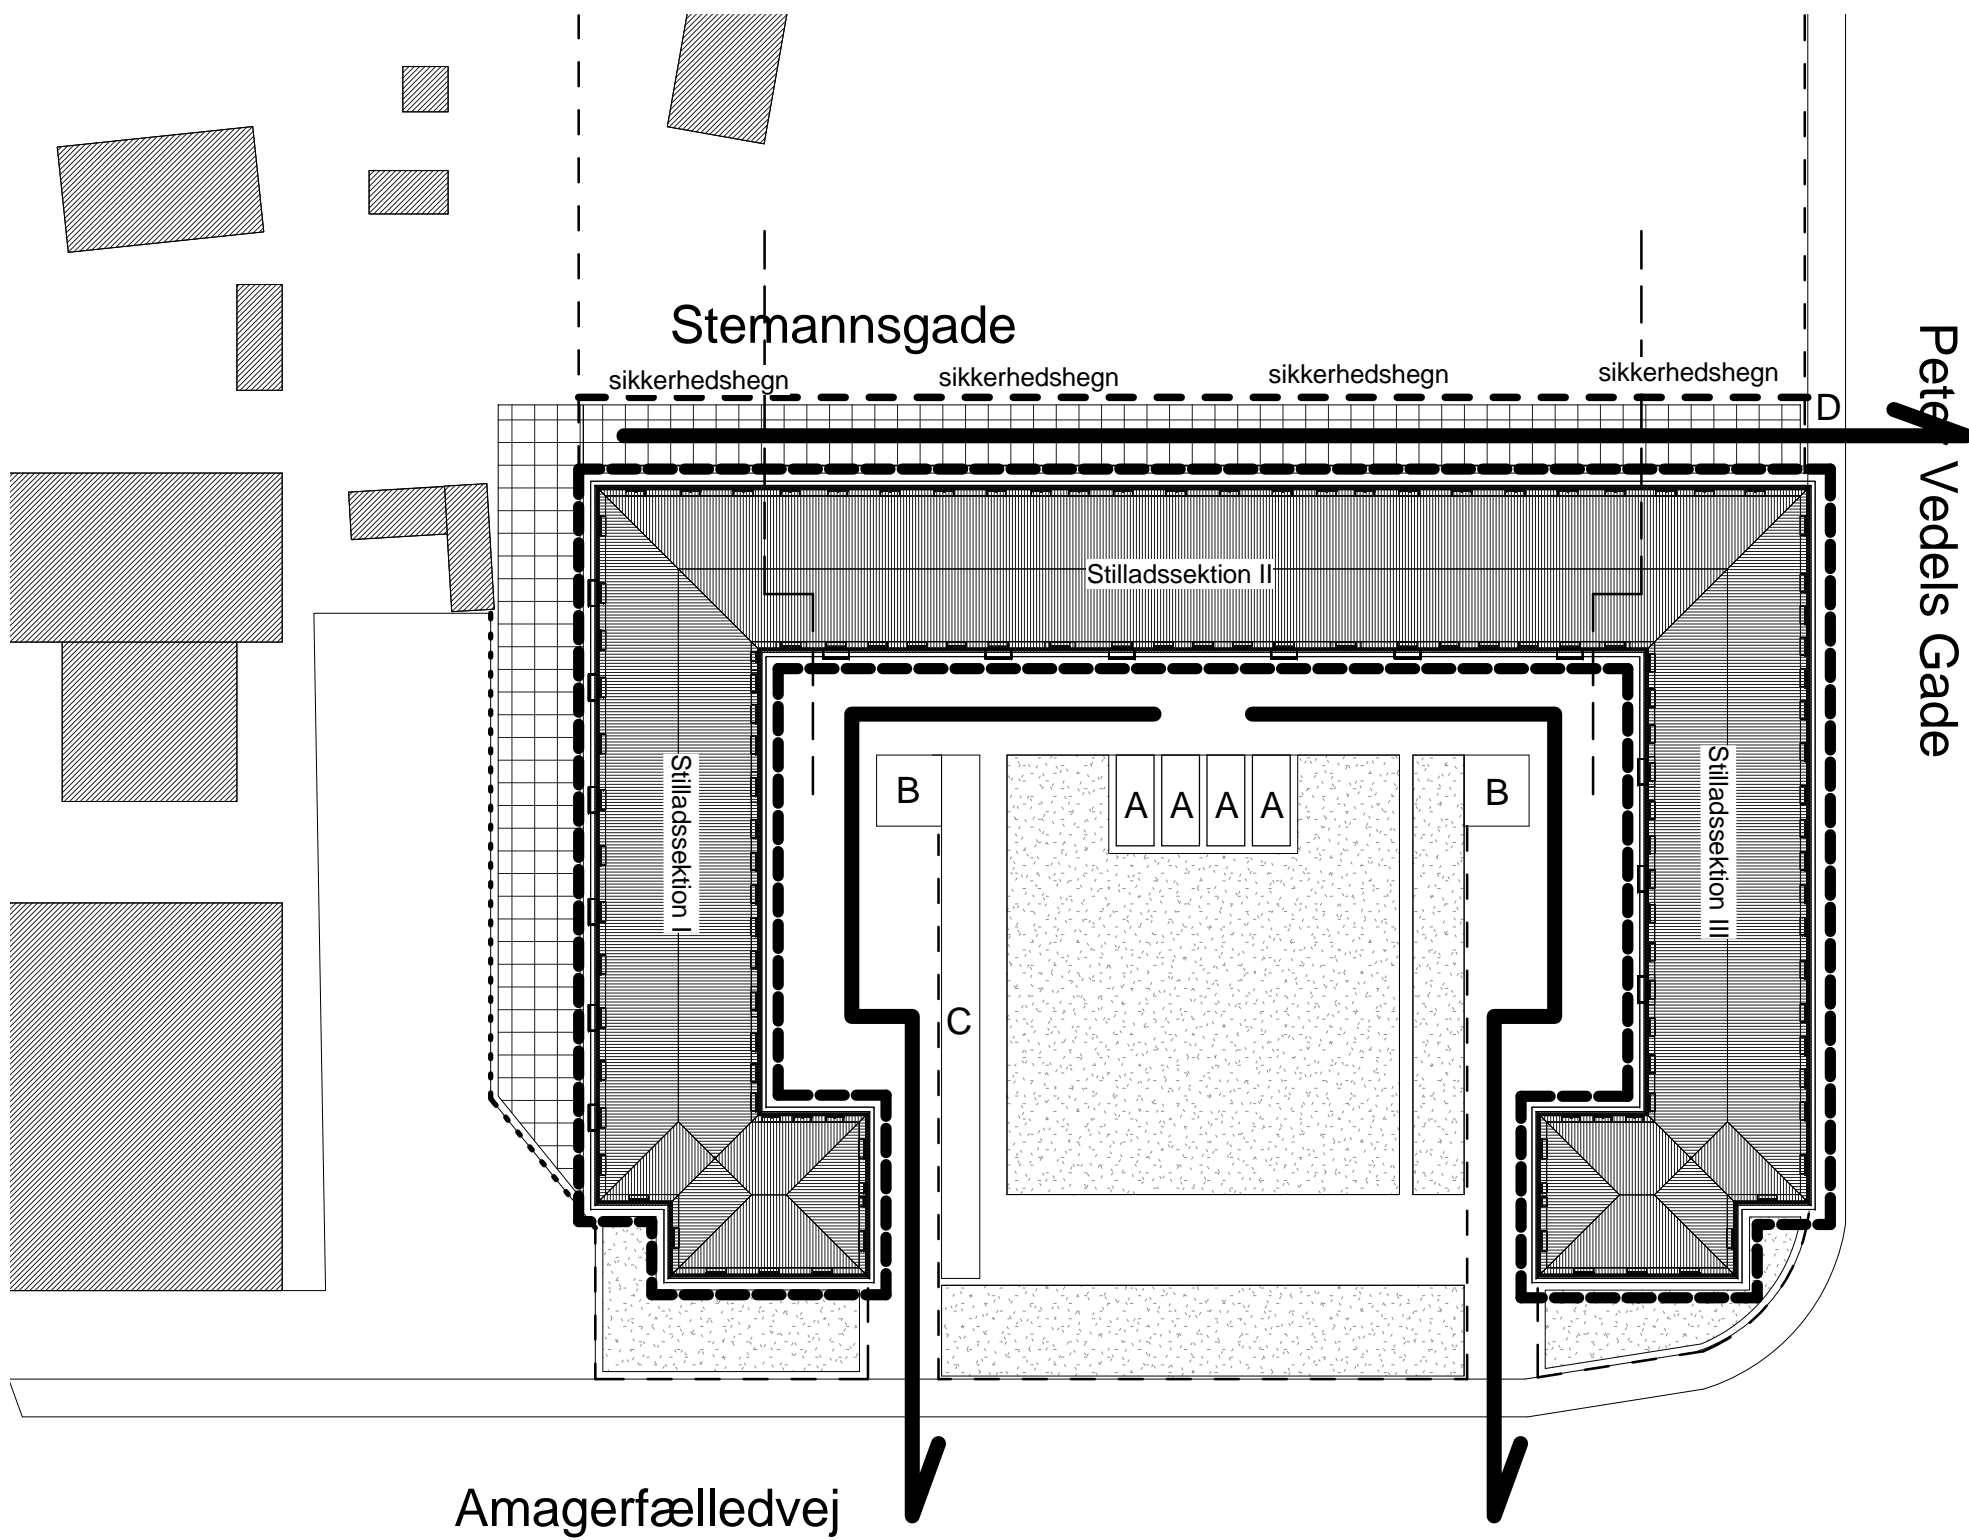 Stemannsgade
sikkerhedshegn
sikkerhedshegn
sikkerhedshegn
sikkerhedshegn
D
Peter Vedels Gade
Stilladssektion II
Stilladssektion I
Stilladssektion III
B
A A A A
B
C
Amagerfælledvej